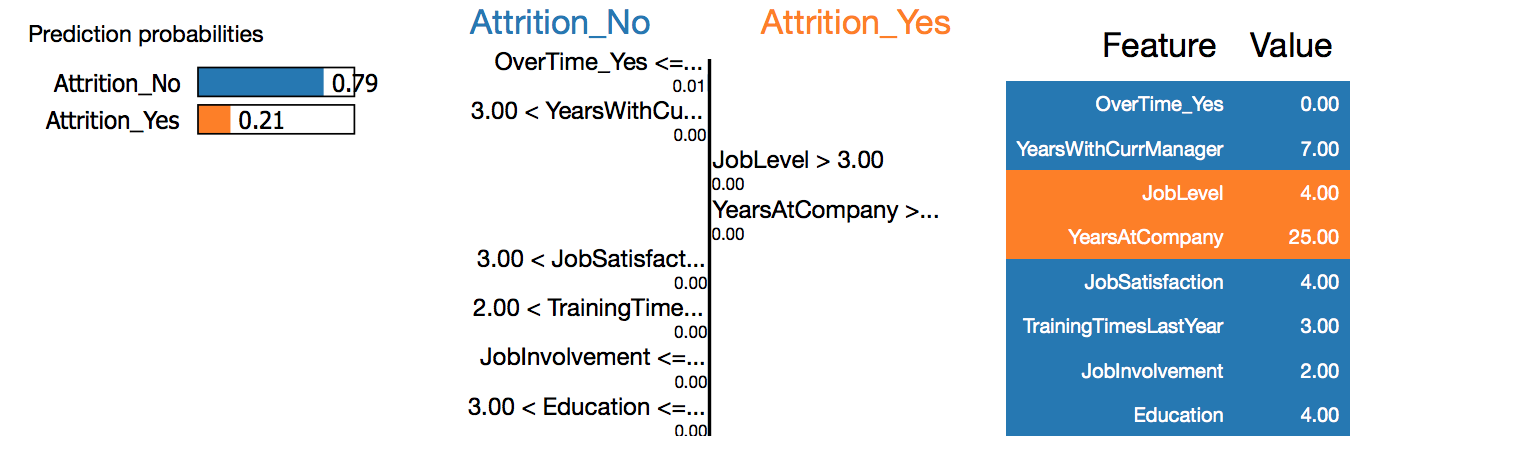 Prediction probabilities
Attrition_No 0.79
Attrition_Yes 0.21
Attrition_No Attrition_Yes
OverTime_Yes <=...
0.01
3.00 < YearsWithCu...
0.00
JobLevel > 3.00
0.00
YearsAtCompany >...
0.00
3.00 < JobSatisfact...
0.00
2.00 < TrainingTime...
0.00
JobInvolvement <=...
0.00
3.00 < Education <=...
0.00
Feature Value
OverTime_Yes 0.00
YearsWithCurrManager 7.00
JobLevel 4.00
YearsAtCompany 25.00
JobSatisfaction 4.00
TrainingTimesLastYear 3.00
JobInvolvement 2.00
Education 4.00